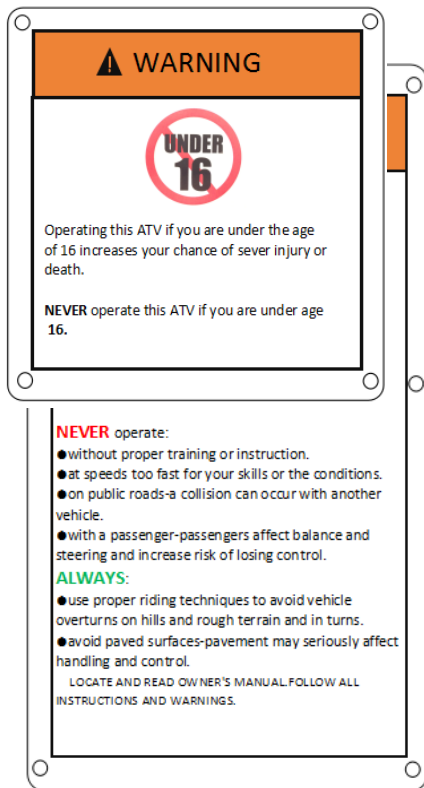 WARNING
UNDER
16
Operating this ATV if you are under the age
of 16 increases your chance of sever injury or
death.
NEVER operate this ATV if you are under age
16.
NEVER operate:
●without proper training or instruction.
●at speeds too fast for your skills or the conditions.
●on public roads-a collision can occur with another
vehicle.
●with a passenger-passengers affect balance and
steering and increase risk of losing control.
ALWAYS:
●use proper riding techniques to avoid vehicle
overturns on hills and rough terrain and in turns.
●avoid paved surfaces-pavement may seriously affect
handling and control.
LOCATE AND READ OWNER'S MANUAL.FOLLOW ALL
INSTRUCTIONS AND WARNINGS.